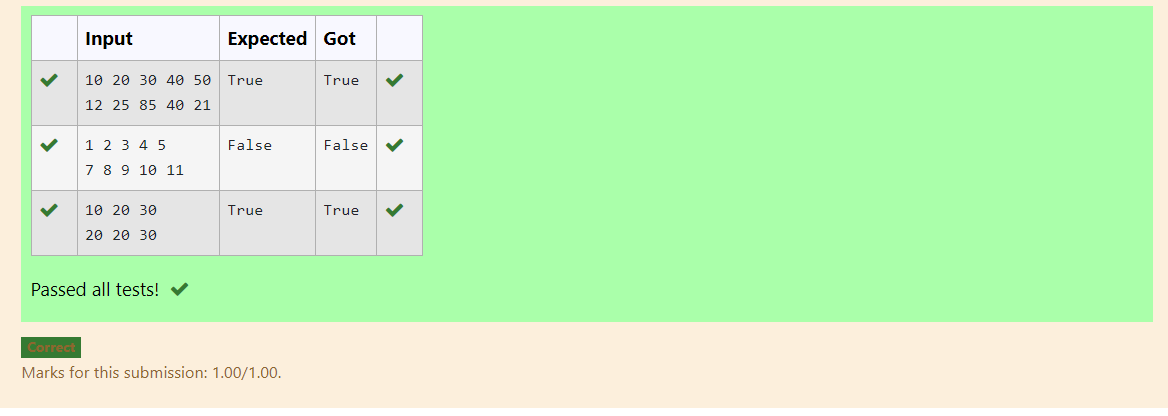 Input Expected Got
10 20 30 40 50 True True
12 25 85 40 21
1 2 3 4 5 False False
7 8 9 10 11
10 20 30 True True
20 20 30
Passed all tests!
Correct
Marks for this submission: 1.00/1.00.